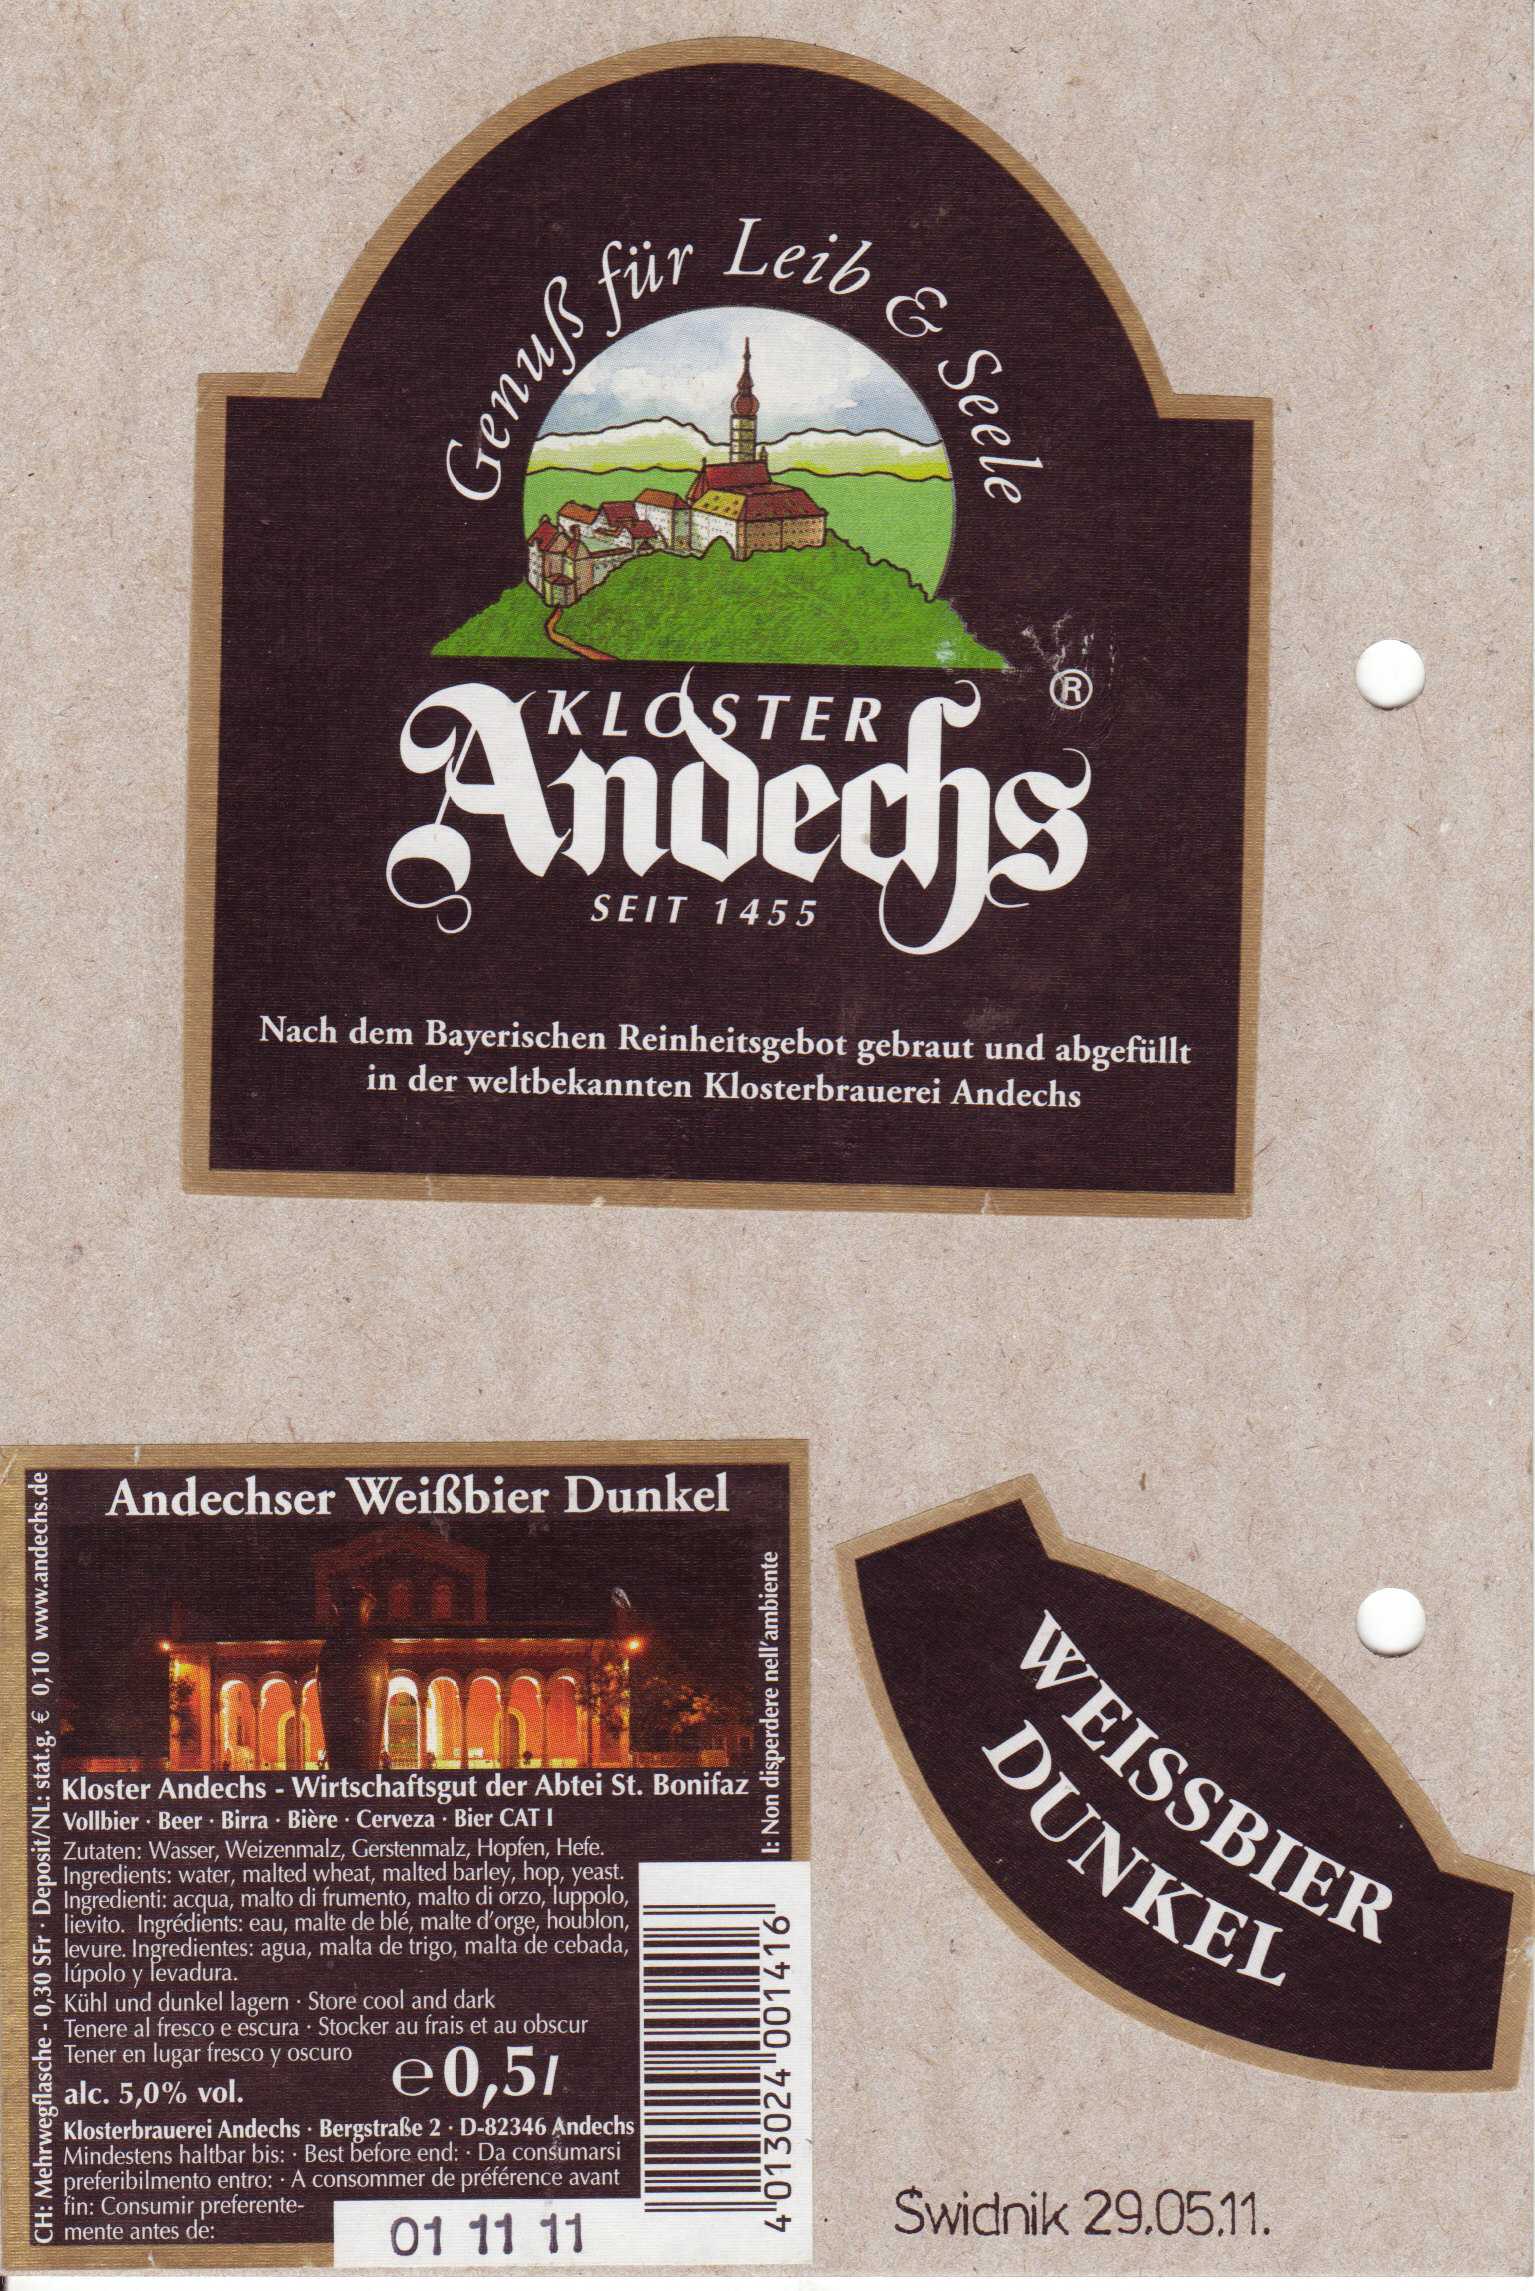 Genuß für Leib & Seele
KLOSTER
Andechs ®
SEIT 1455
Nach dem Bayerischen Reinheitsgebot gebraut und abgefüllt
in der weltbekannten Klosterbrauerei Andechs
CH: Mehrwegflasche - 0,30 SFr · Deposit/NL: stat.g. € 0,10 www.andechs.de
Andechser Weißbier Dunkel
I: Non disperdere nell'ambiente
Kloster Andechs - Wirtschaftsgut der Abtei St. Bonifaz
Vollbier · Beer · Birra · Bière · Cerveza · Bier CAT I
Zutaten: Wasser, Weizenmalz, Gerstenmalz, Hopfen, Hefe.
Ingredients: water, malted wheat, malted barley, hop, yeast.
Ingredienti: acqua, malto di frumento, malto di orzo, luppolo,
lievito. Ingrédients: eau, malte de blé, malte d'orge, houblon,
levure. Ingredientes: agua, malta de trigo, malta de cebada,
lúpolo y levadura.
Kühl und dunkel lagern · Store cool and dark
Tenere al fresco e escura · Stocker au frais et au obscur
Tener en lugar fresco y oscuro
alc. 5,0% vol.
℮0,5l
Klosterbrauerei Andechs · Bergstraße 2 · D-82346 Andechs
Mindestens haltbar bis: · Best before end: · Da consumarsi
preferibilmento entro: · A consommer de préférence avant
fin: Consumir preferente-
mente antes de:
01 11 11
4 013024 001416
WEISSBIER
DUNKEL
Świdnik 29.05.11.